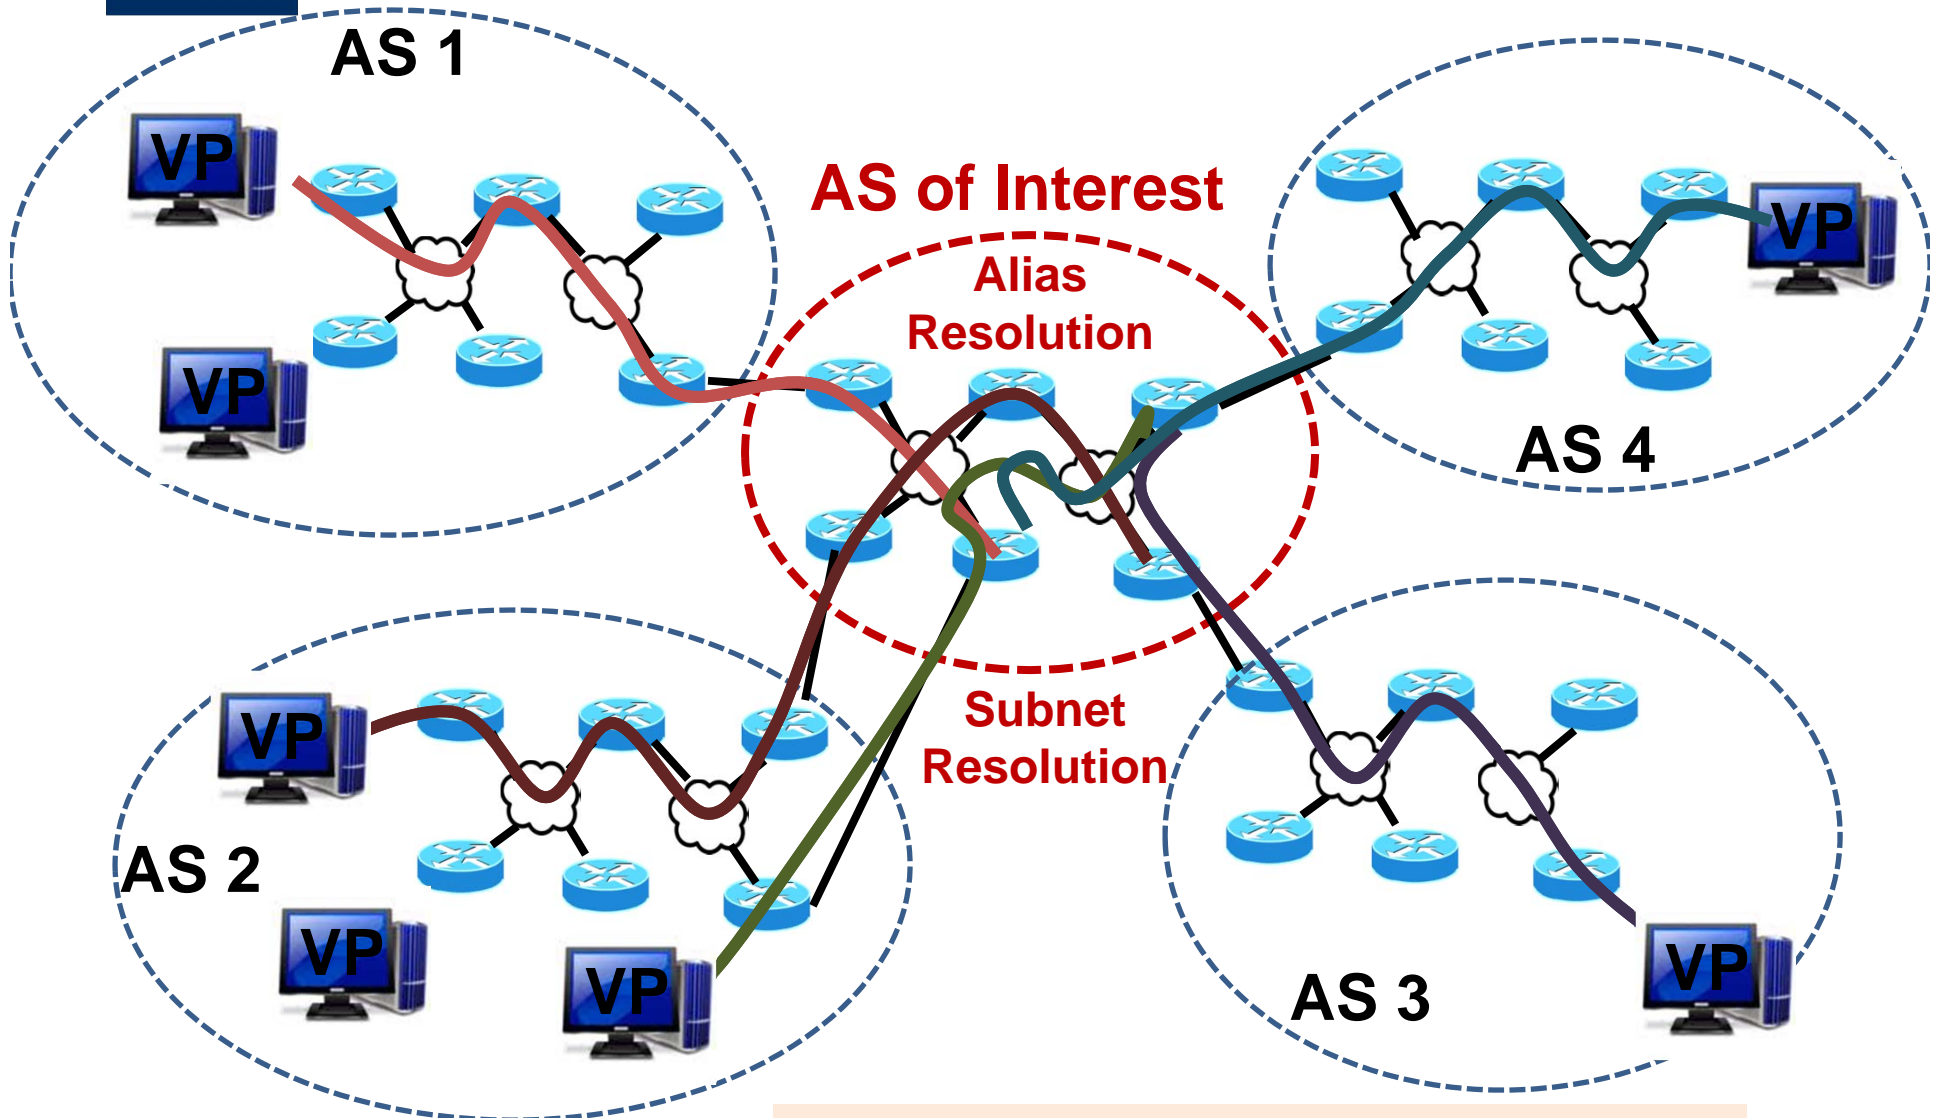 AS 1
VP
VP
AS of Interest
Alias
Resolution
VP
AS 4
Subnet
Resolution
VP
AS 2
VP
VP
VP
AS 3